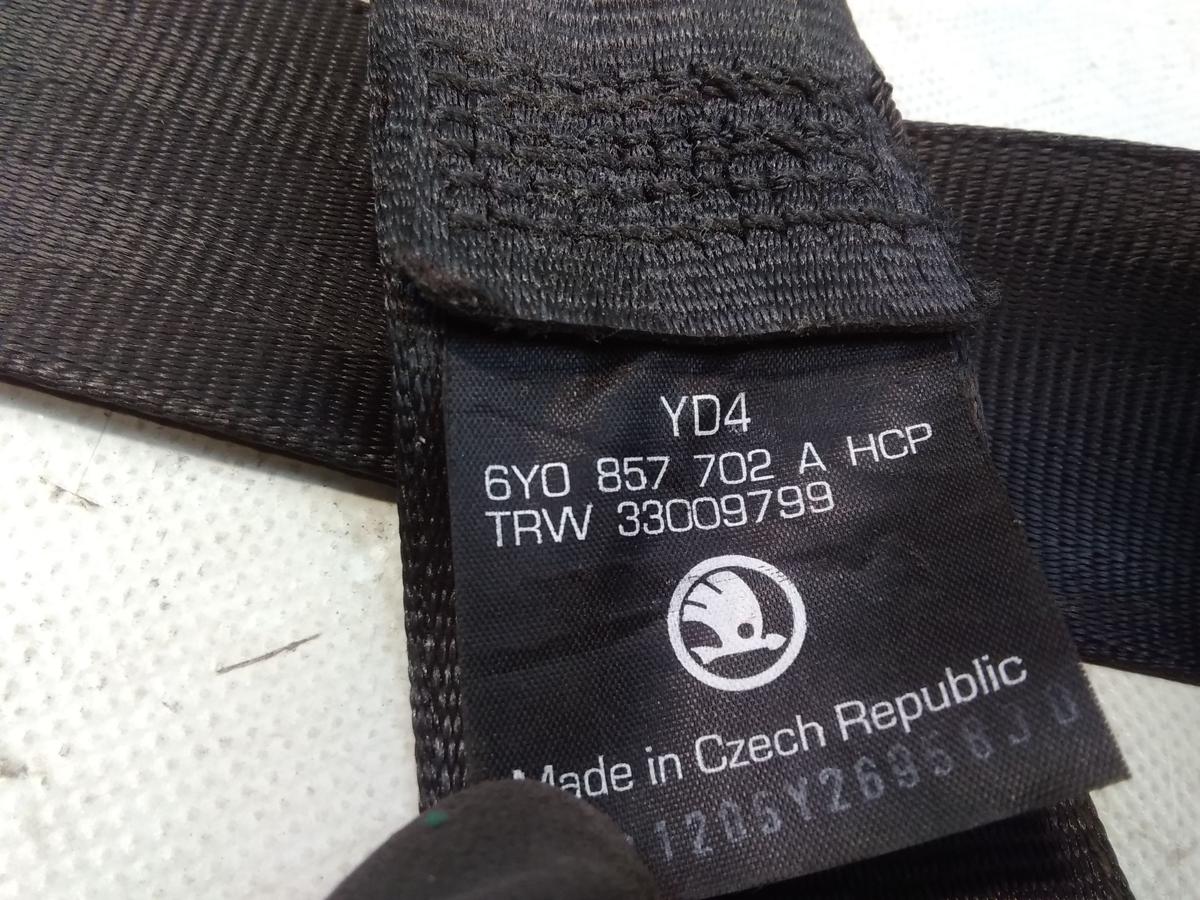 YD4
6Y0 857 702 A HCP
TRW 33009799
Made in Czech Republic